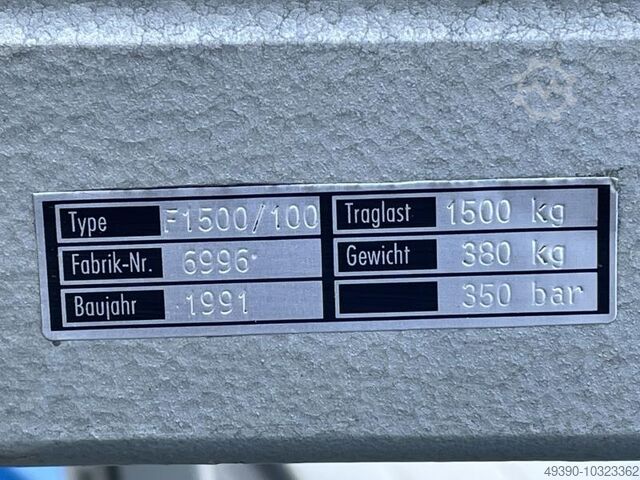 Type F1500/100 Traglast 1500 kg
Fabrik-Nr. 6996 Gewicht 380 kg
Baujahr 1991 350 bar
49390-10323362